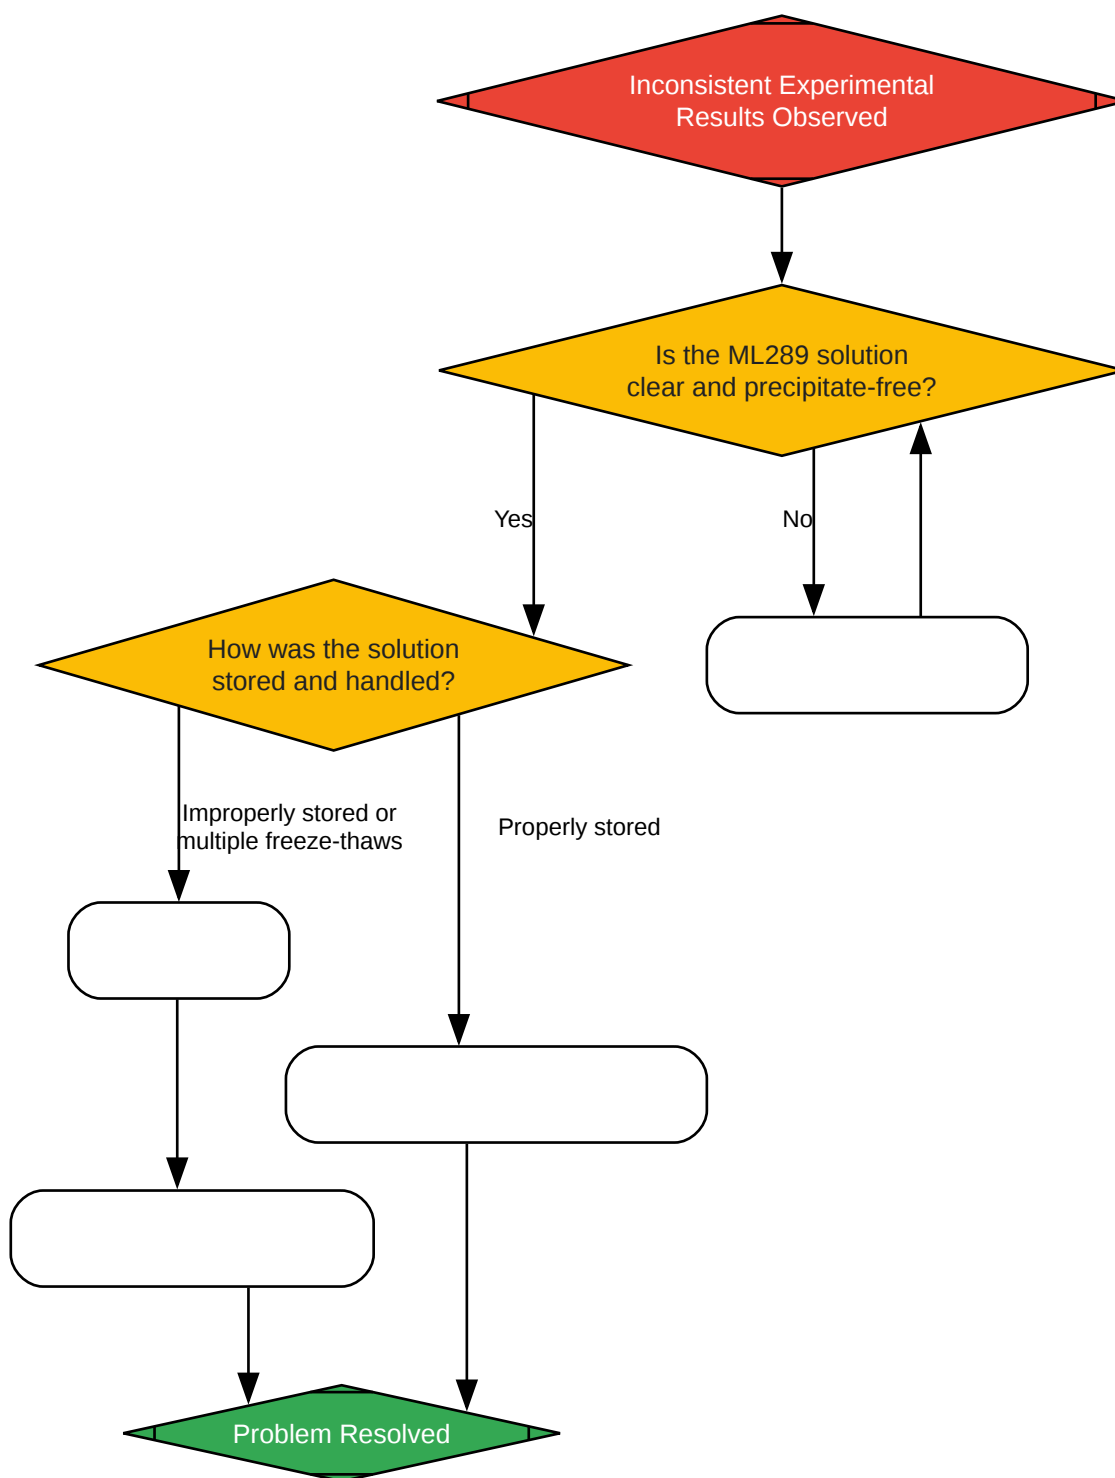 Inconsistent Experimental
Results Observed
Is the ML289 solution
clear and precipitate-free?
Yes
No
How was the solution
stored and handled?
Improperly stored or
multiple freeze-thaws
Properly stored
Problem Resolved